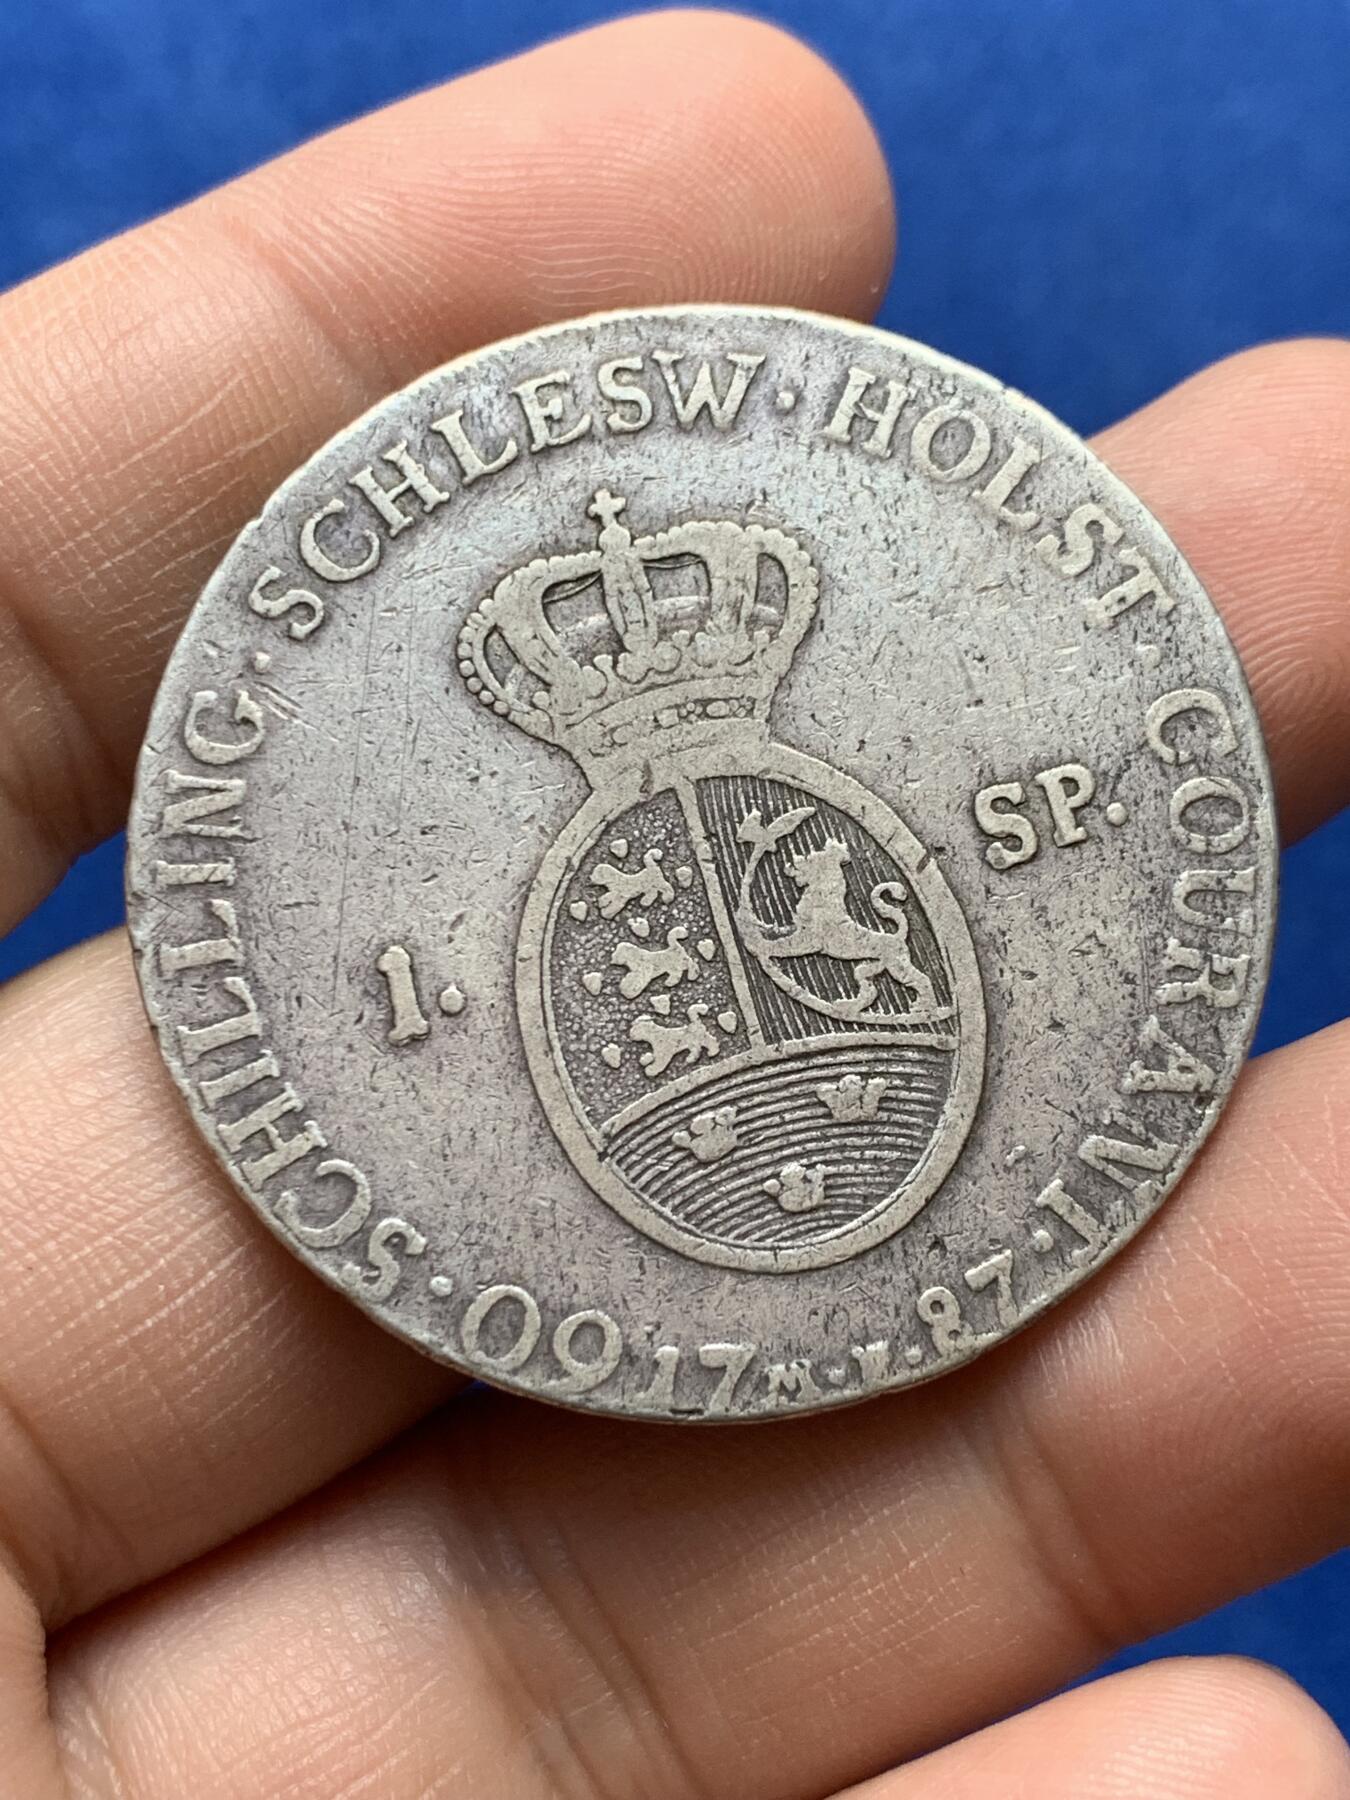 60 · SCHILLING · SCHLESW · HOLST · COURANT ·
1. SP.
17 M · F · 87